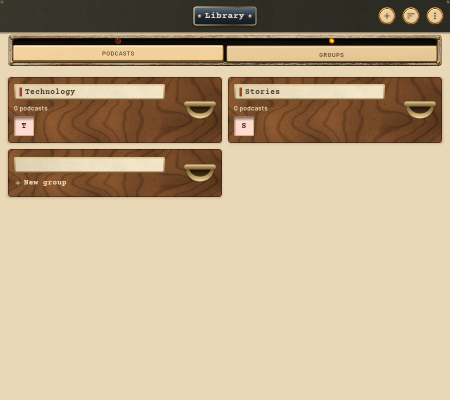 Library
PODCASTS
GROUPS
Technology
0 podcasts
T
Stories
0 podcasts
S
+ New group